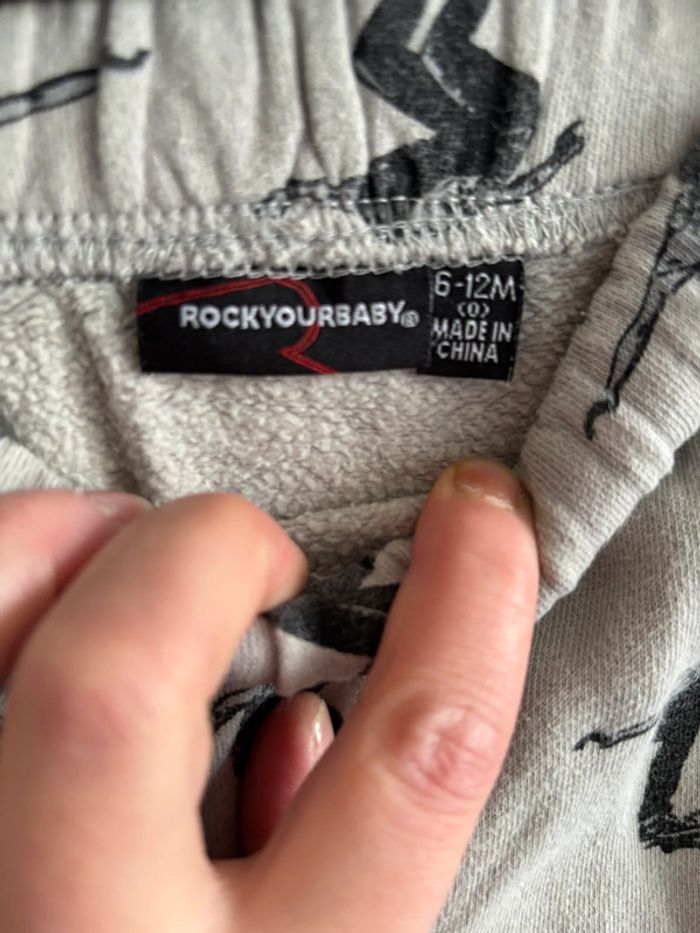 ROCKYOURBABY®
6-12M
(0)
MADE IN
CHINA